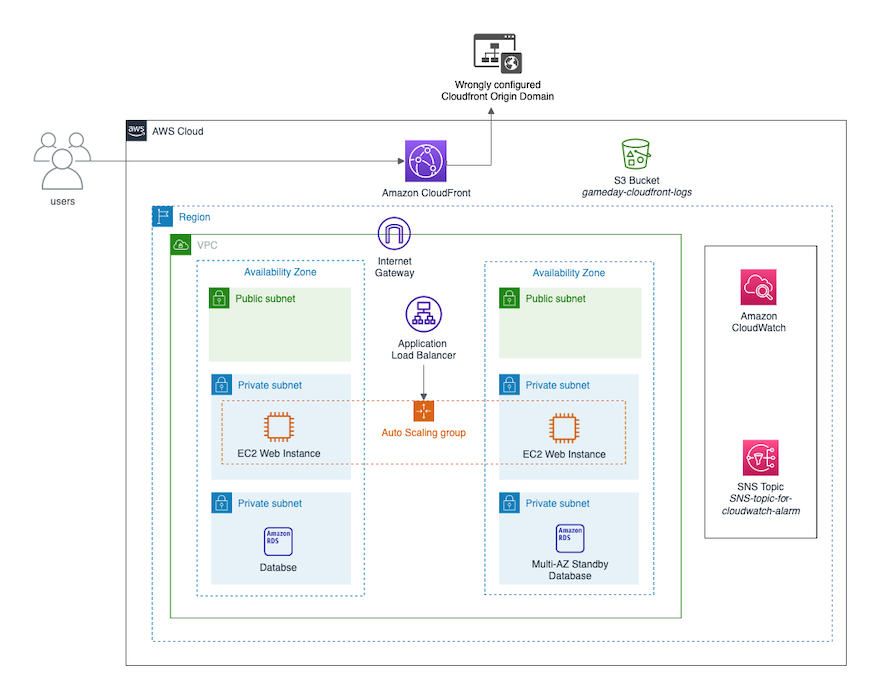 Wrongly configured
Cloudfront Origin Domain
aws
AWS Cloud
users
Amazon CloudFront
S3 Bucket
gameday-cloudfront-logs
Region
VPC
Internet
Gateway
Availability Zone
Public subnet
Availability Zone
Public subnet
Application
Load Balancer
Amazon
CloudWatch
Private subnet
EC2 Web Instance
Auto Scaling group
Private subnet
EC2 Web Instance
SNS Topic
SNS-topic-for-
cloudwatch-alarm
Private subnet
Amazon
RDS
Databse
Private subnet
Amazon
RDS
Multi-AZ Standby
Database